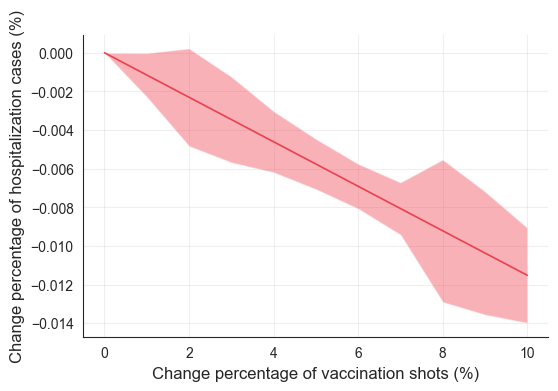 Change percentage of hospitalization cases (%)
0.000
−0.002
−0.004
−0.006
−0.008
−0.010
−0.012
−0.014
0 2 4 6 8 10
Change percentage of vaccination shots (%)